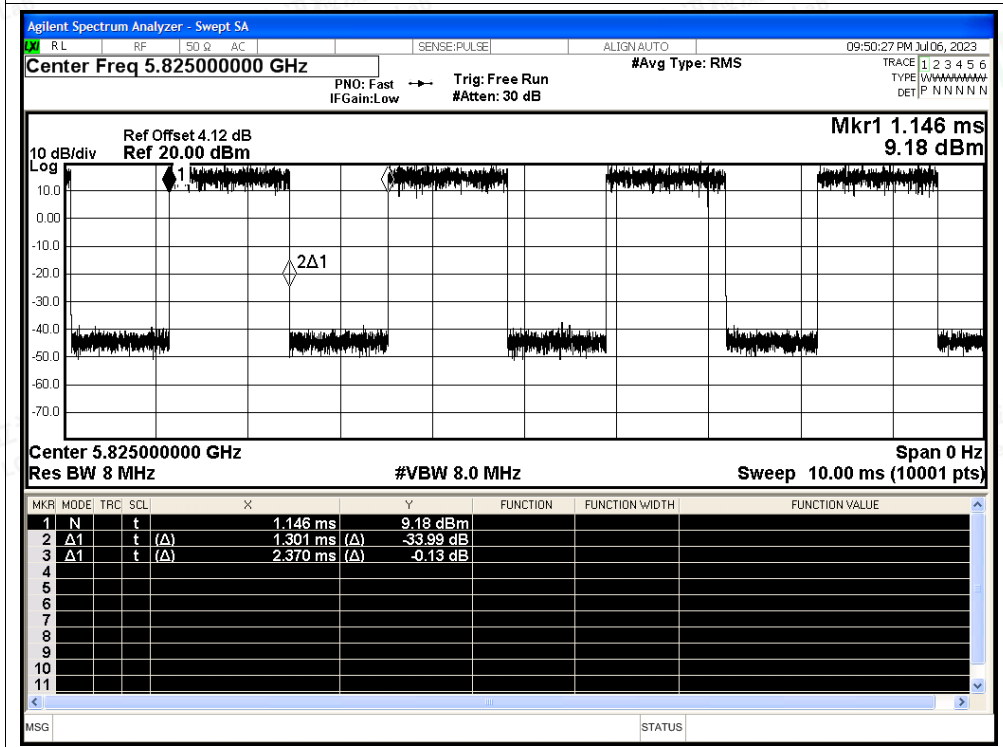 Agilent Spectrum Analyzer - Swept SA
LXI RL RF 50 Ω AC SENSE:PULSE ALIGN AUTO 09:50:27 PM Jul 06, 2023
Center Freq 5.825000000 GHz #Avg Type: RMS TRACE 1 2 3 4 5 6
PNO: Fast Trig: Free Run TYPE
IFGain:Low #Atten: 30 dB DET P N N N N N
Mkr1 1.146 ms
Ref Offset 4.12 dB
10 dB/div Ref 20.00 dBm 9.18 dBm
Log
1
10.0
0.00
-10.0
2Δ1
-20.0
-30.0
-40.0
-50.0
-60.0
-70.0
Center 5.825000000 GHz Span 0 Hz
Res BW 8 MHz #VBW 8.0 MHz Sweep 10.00 ms (10001 pts)
MKR MODE TRC SCL X Y FUNCTION FUNCTION WIDTH FUNCTION VALUE
1 N t 1.146 ms 9.18 dBm
2 Δ1 t (Δ) 1.301 ms (Δ) -33.99 dB
3 Δ1 t (Δ) 2.370 ms (Δ) -0.13 dB
4
5
6
7
8
9
10
11
MSG STATUS